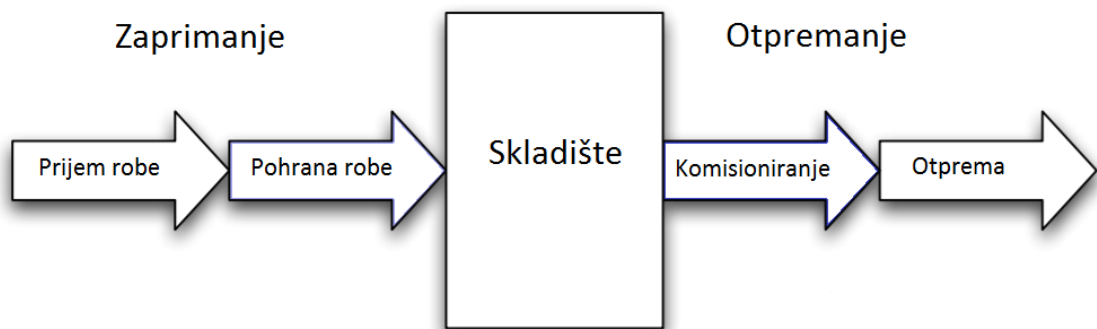 Zaprimanje
Otpremanje
Prijem robe
Pohrana robe
Skladište
Komisioniranje
Otprema